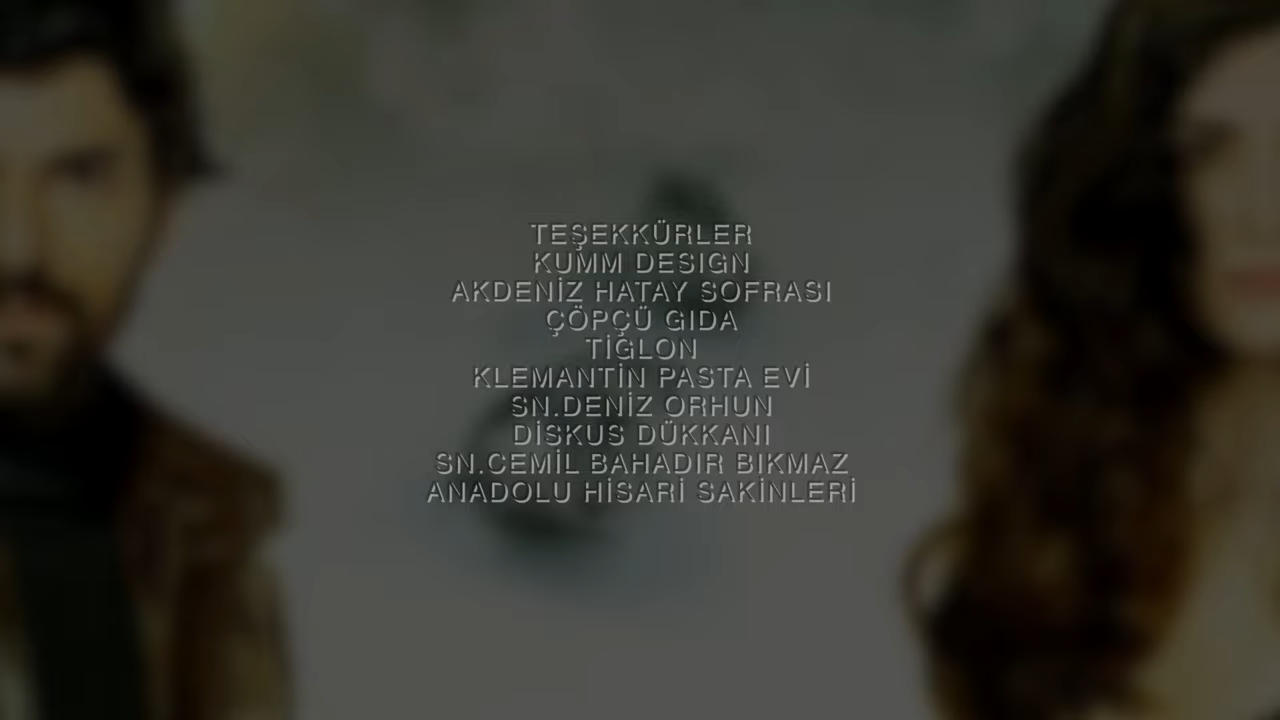 TEŞEKKÜRLER
KUMM DESIGN
AKDENİZ HATAY SOFRASI
ÇÖPÇÜ GIDA
TİGLON
KLEMANTİN PASTA EVİ
SN.DENİZ ORHUN
DİSKUS DÜKKANI
SN.CEMİL BAHADIR BIKMAZ
ANADOLU HİSARİ SAKİNLERİ